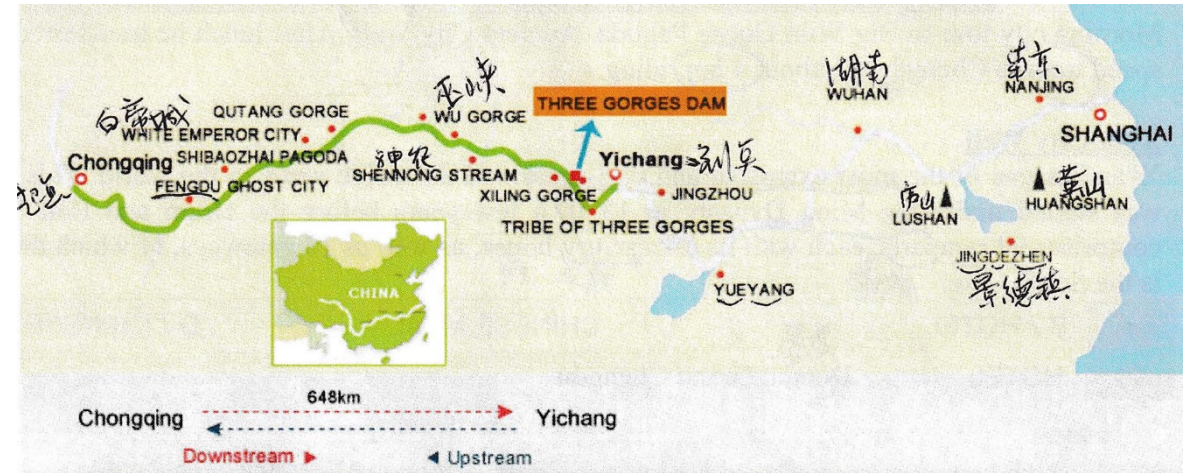 湖南
WUHAN
南京
NANJING
SHANGHAI
白帝城
QUTANG GORGE
WHITE EMPEROR CITY
巫峡
WU GORGE
THREE GORGES DAM
Chongqing
SHIBAOZHAI PAGODA
FENGDU GHOST CITY
神农
SHENNONG STREAM
XILING GORGE
Yichang
JINGZHOU
TRIBE OF THREE GORGES
庐山
LUSHAN
黄山
HUANGSHAN
JINGDEZHEN
景德镇
YUEYANG
CHINA
648km
Chongqing
Yichang
Downstream
Upstream